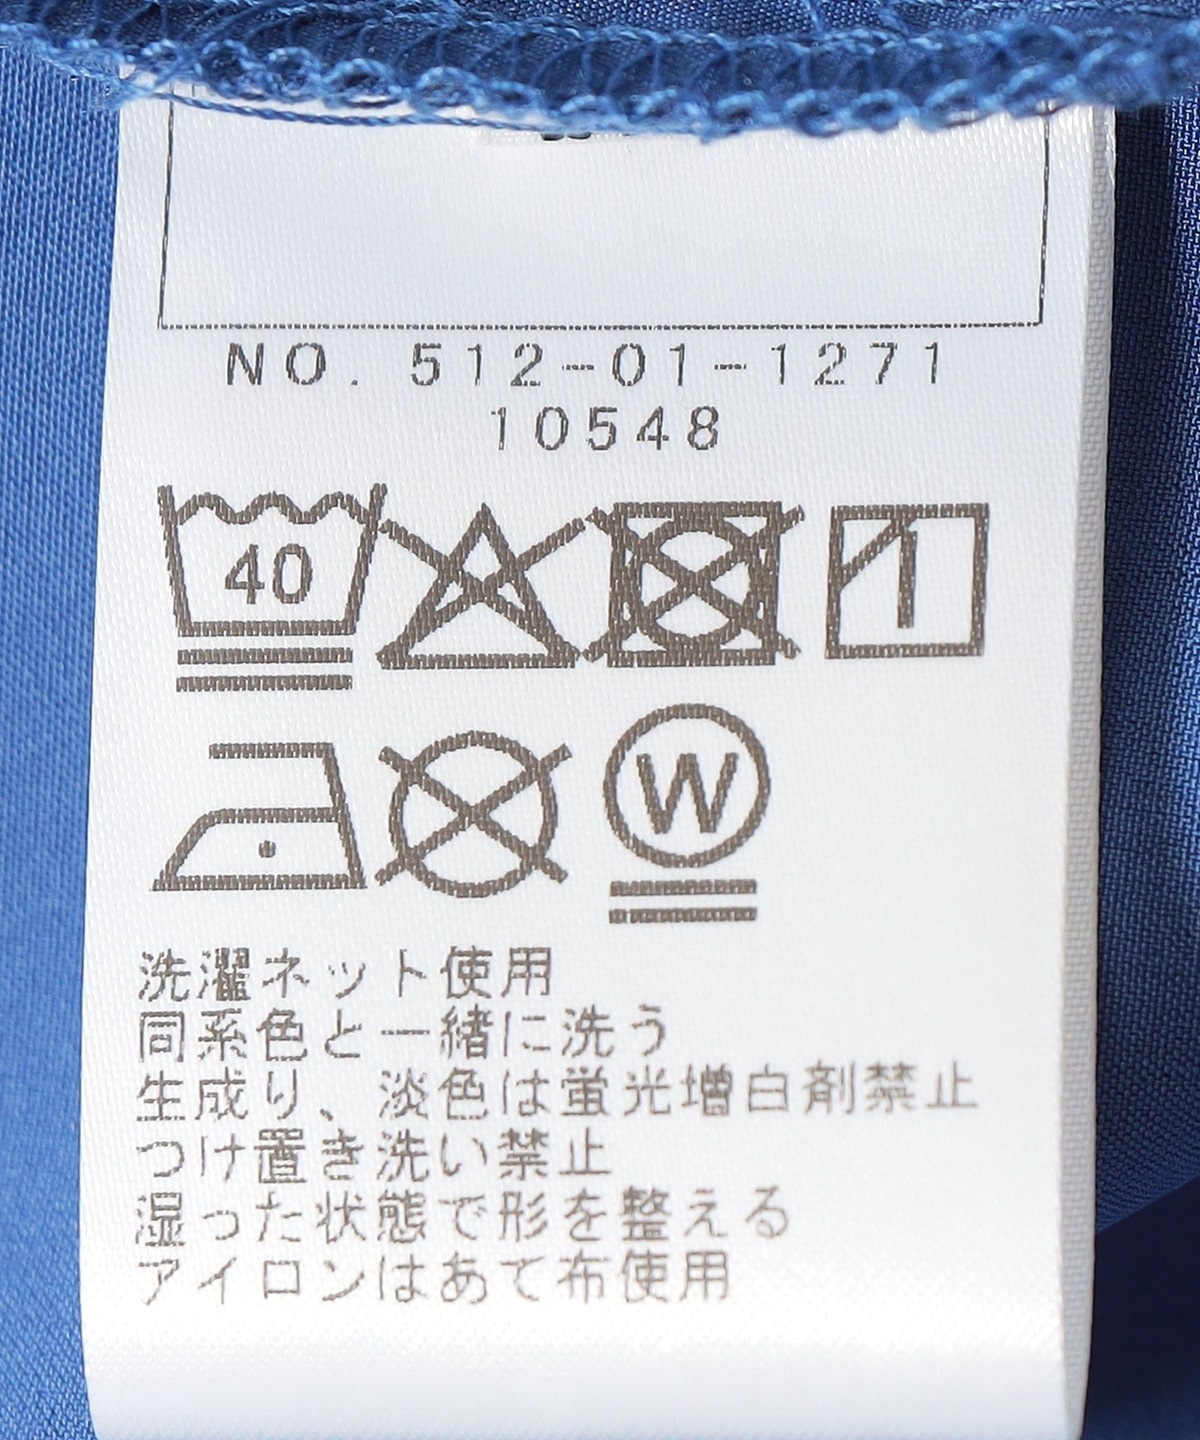 NO. 512-01-1271
10548
40
W
洗濯ネット使用
同系色と一緒に洗う
生成り、淡色は蛍光増白剤禁止
つけ置き洗い禁止
湿った状態で形を整える
アイロンはあて布使用